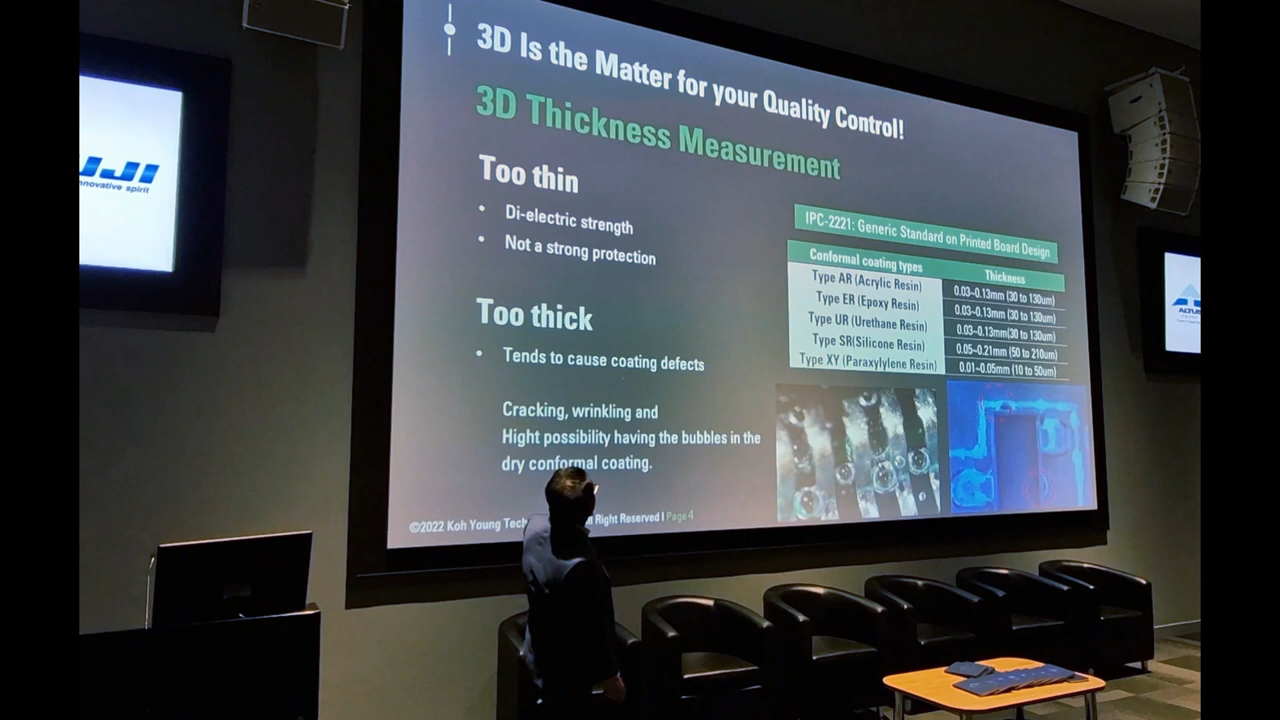 3D Is the Matter for your Quality Control!
3D Thickness Measurement
Too thin
• Di-electric strength
• Not a strong protection
Too thick
• Tends to cause coating defects
Cracking, wrinkling and
Hight possibility having the bubbles in the
dry conformal coating.
IPC-2221: Generic Standard on Printed Board Design
Conformal coating types Thickness
Type AR (Acrylic Resin) 0.03~0.13mm (30 to 130um)
Type ER (Epoxy Resin) 0.03~0.13mm (30 to 130um)
Type UR (Urethane Resin) 0.03~0.13mm(30 to 130um)
Type SR(Silicone Resin) 0.05~0.21mm (50 to 210um)
Type XY (Paraxylylene Resin) 0.01~0.05mm (10 to 50um)
©2022 Koh Young Tech All Right Reserved I Page 4
UJI
nnovative spirit
ALTUS